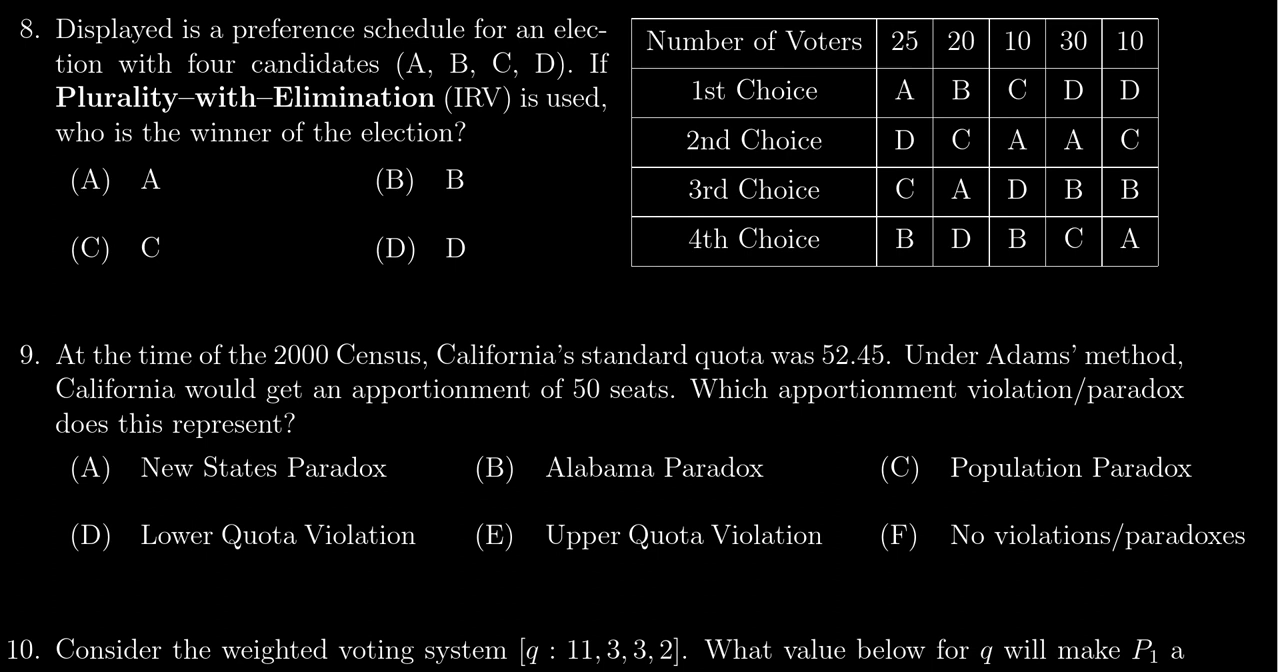 8. Displayed is a preference schedule for an elec-
tion with four candidates (A, B, C, D). If
Plurality–with–Elimination (IRV) is used,
who is the winner of the election?
(A) A (B) B
(C) C (D) D
Number of Voters 25 20 10 30 10
1st Choice A B C D D
2nd Choice D C A A C
3rd Choice C A D B B
4th Choice B D B C A
9. At the time of the 2000 Census, California's standard quota was 52.45. Under Adams' method,
California would get an apportionment of 50 seats. Which apportionment violation/paradox
does this represent?
(A) New States Paradox (B) Alabama Paradox (C) Population Paradox
(D) Lower Quota Violation (E) Upper Quota Violation (F) No violations/paradoxes
10. Consider the weighted voting system [q : 11, 3, 3, 2]. What value below for q will make P₁ a